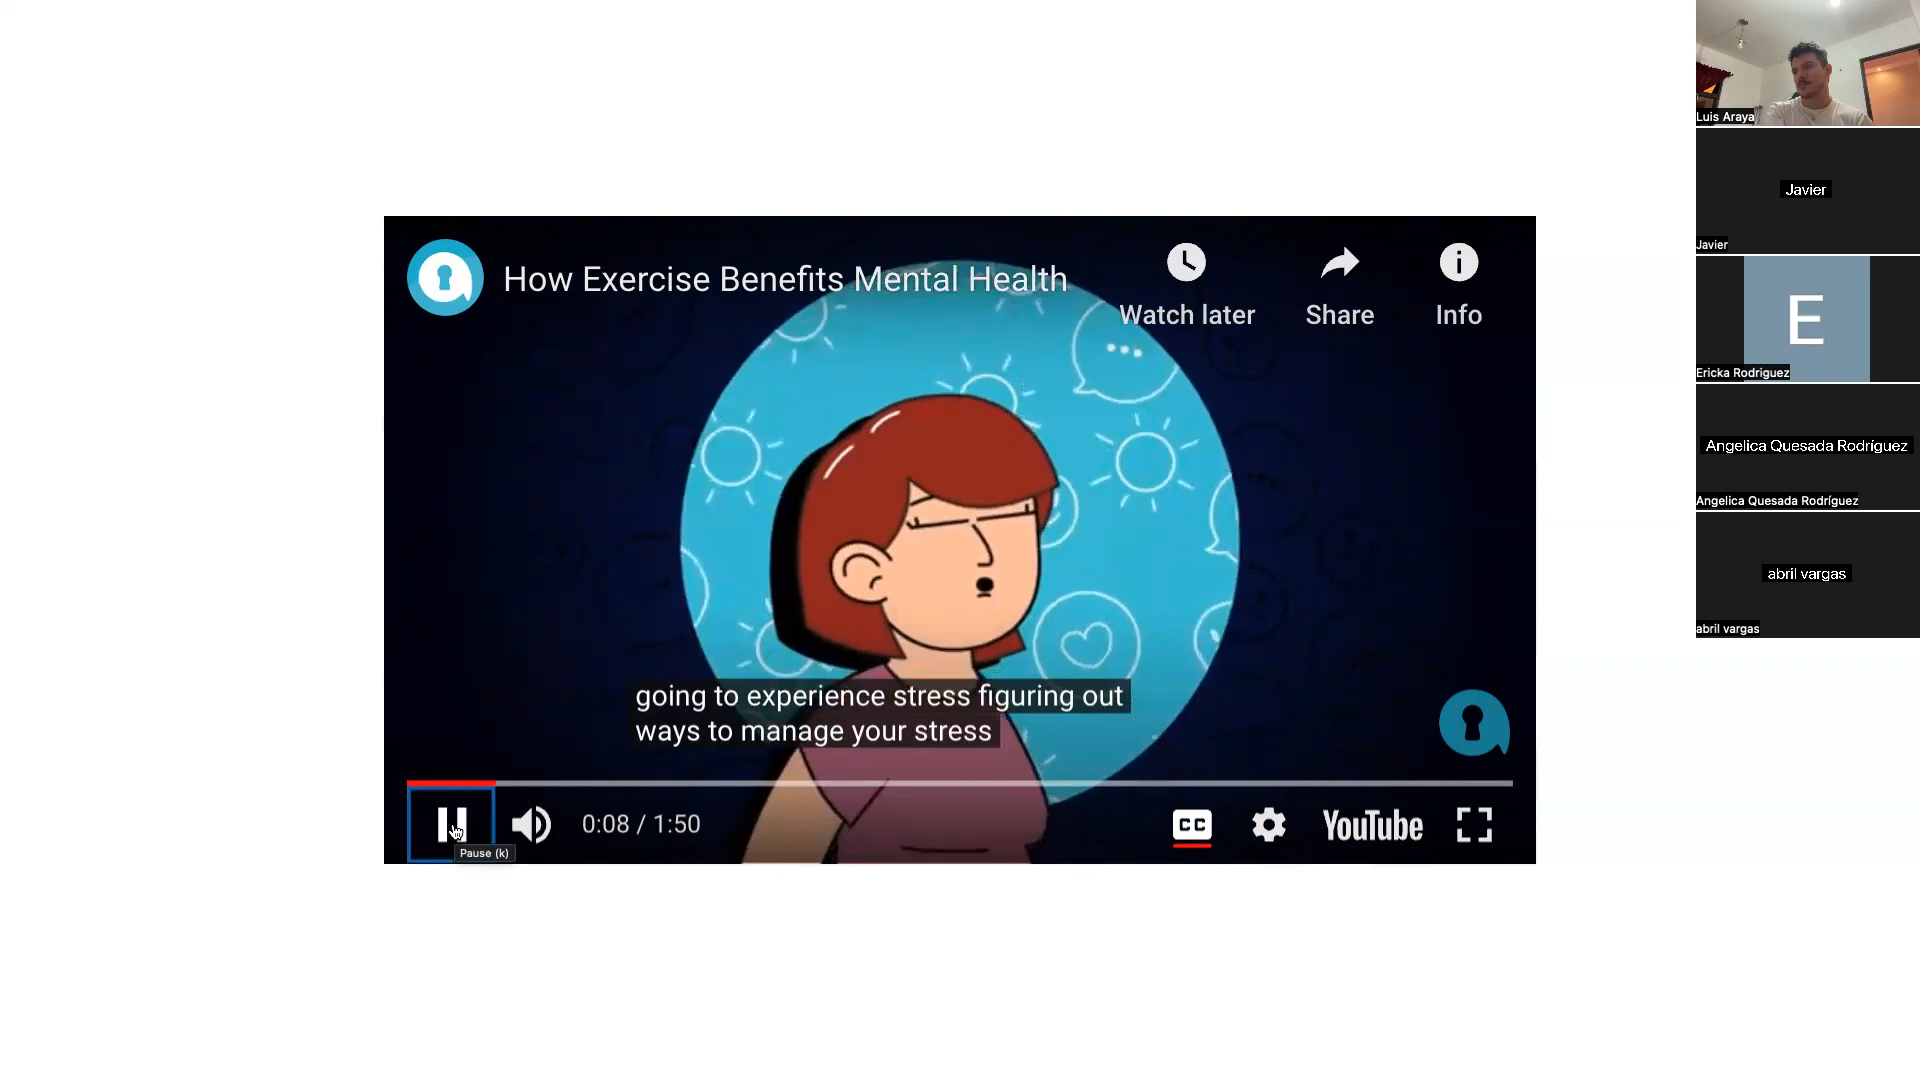 How Exercise Benefits Mental Health
Watch later
Share
Info
going to experience stress figuring out
ways to manage your stress
0:08 / 1:50
CC
YouTube
Pause (k)
Luis Araya
Javier
Javier
E
Ericka Rodriguez
Angelica Quesada Rodríguez
Angelica Quesada Rodríguez
abril vargas
abril vargas